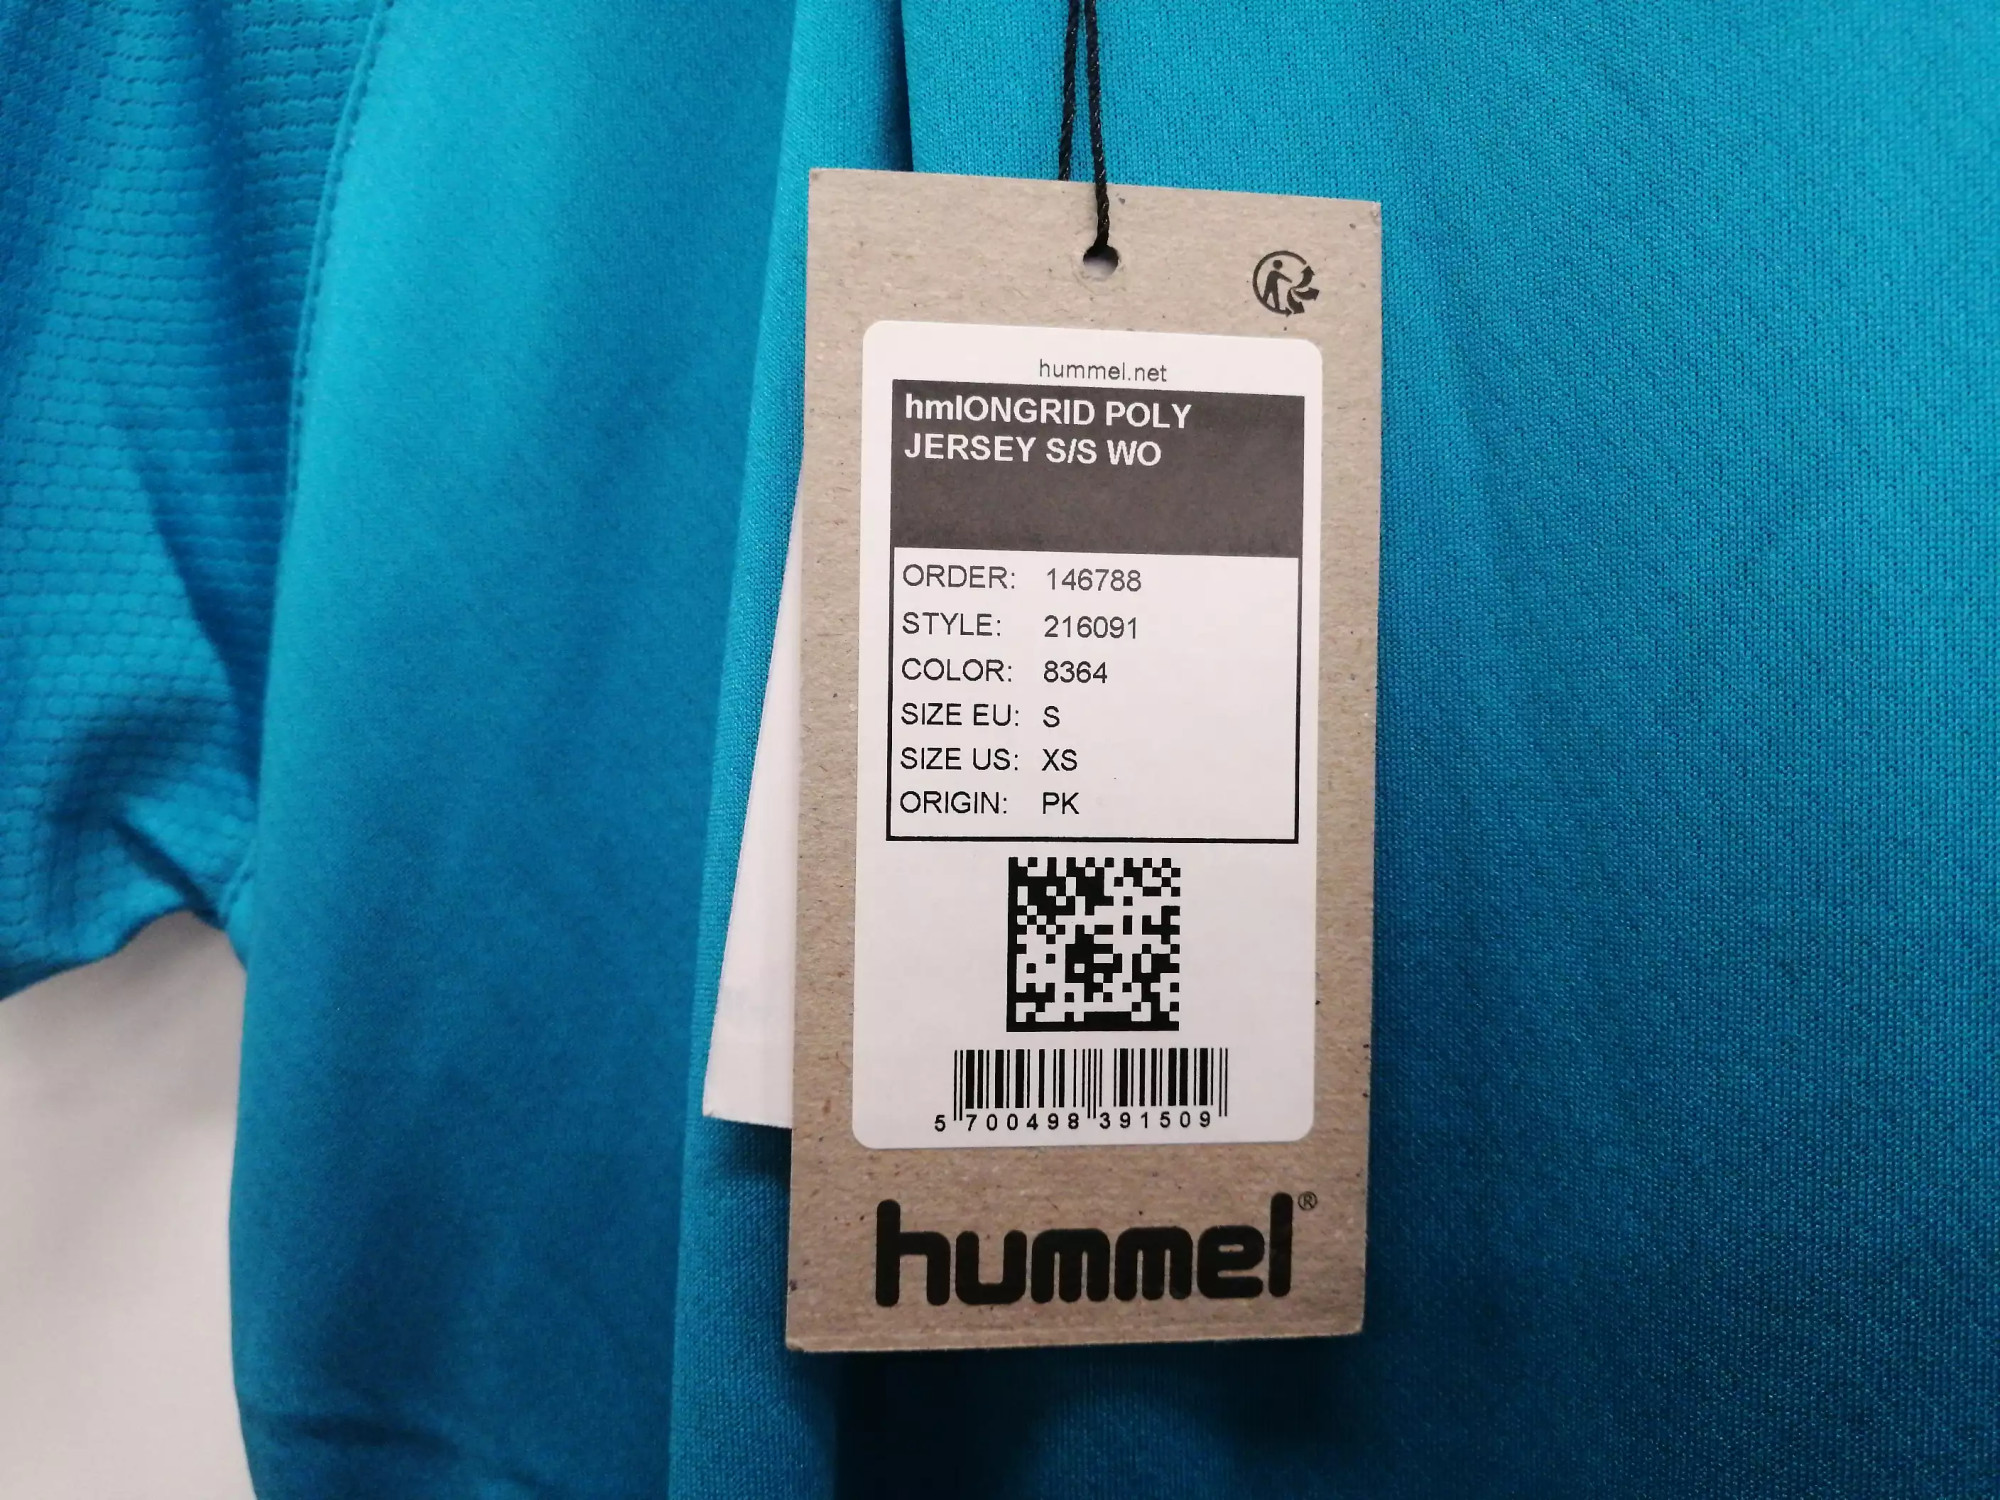 hummel.net
hmlONGRID POLY
JERSEY S/S WO
ORDER: 146788
STYLE: 216091
COLOR: 8364
SIZE EU: S
SIZE US: XS
ORIGIN: PK
5 700498 391509
hummel®